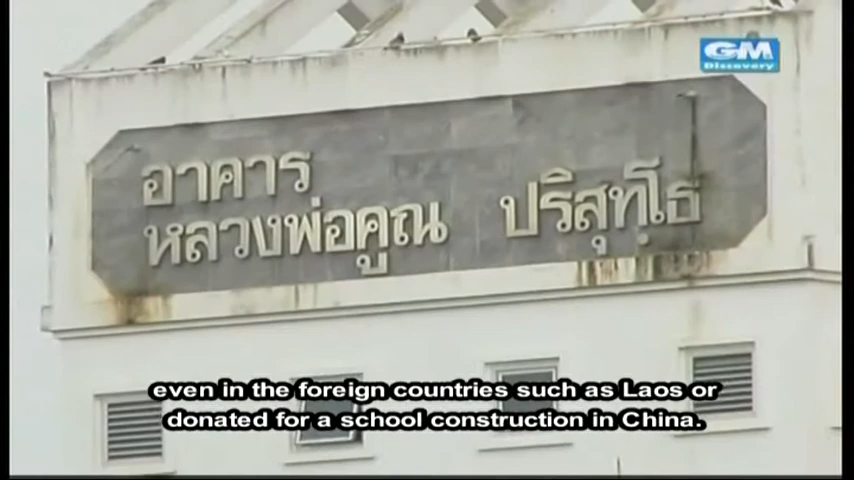 GM
Discovery
อาคาร
หลวงพ่อคูณ ปริสุทฺโธ
even in the foreign countries such as Laos or
donated for a school construction in China.